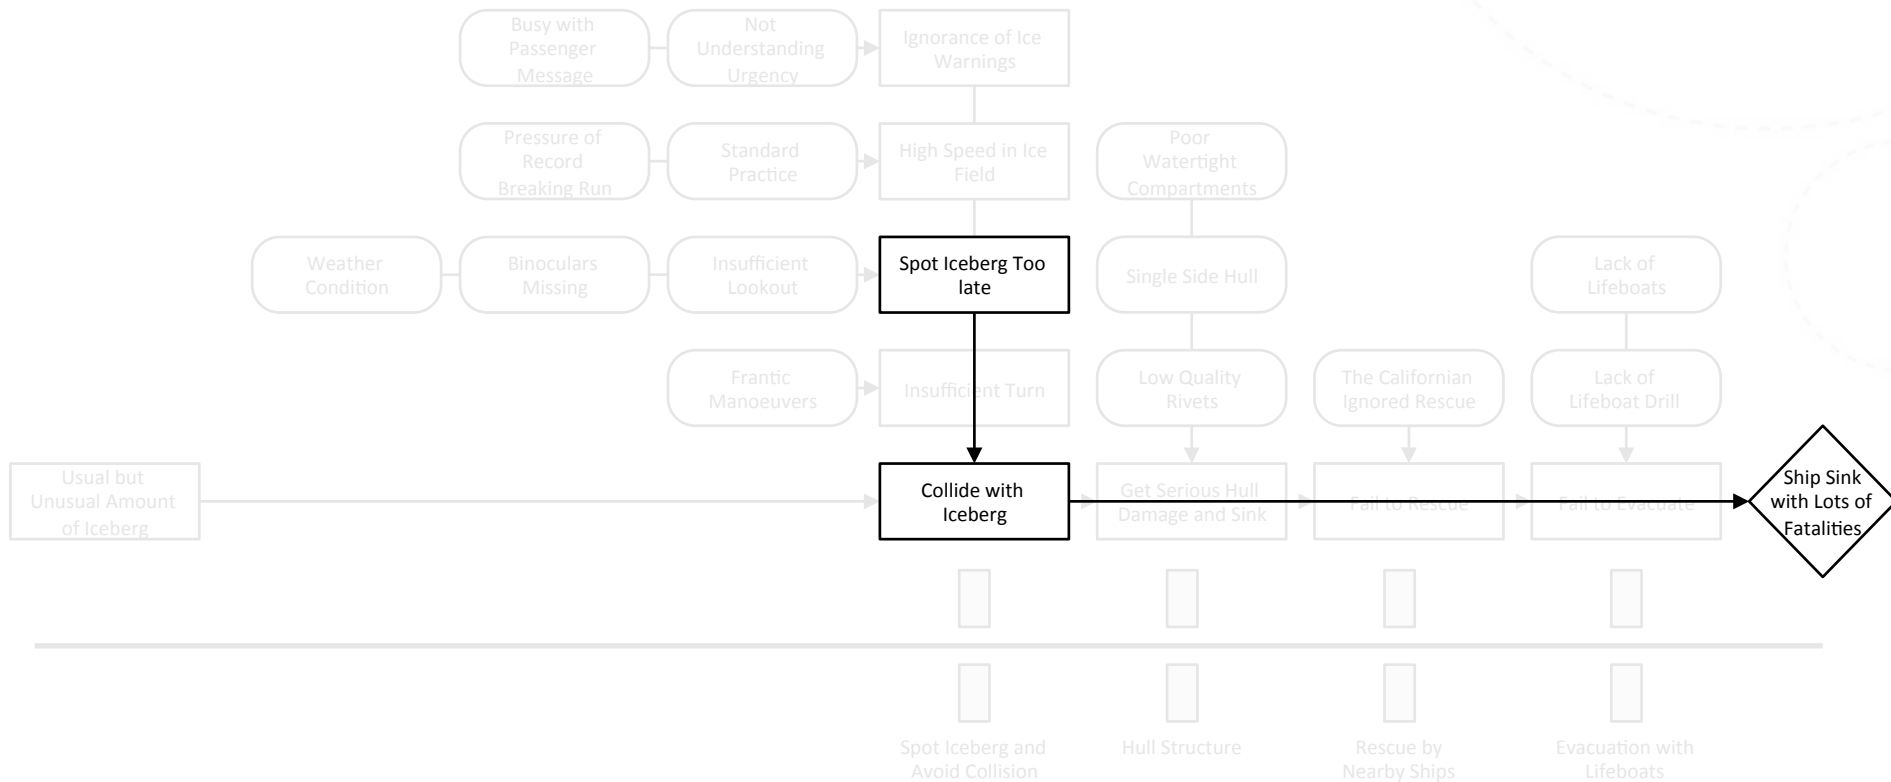 Busy with
Passenger
Message
Not
Understanding
Urgency
Ignorance of Ice
Warnings
Pressure of
Record
Breaking Run
Standard
Practice
High Speed in Ice
Field
Poor
Watertight
Compartments
Weather
Condition
Binoculars
Missing
Insufficient
Lookout
Spot Iceberg Too
late
Single Side Hull
Lack of
Lifeboats
Frantic
Manoeuvers
Insufficient Turn
Low Quality
Rivets
The Californian
Ignored Rescue
Lack of
Lifeboat Drill
Usual but
Unusual Amount
of Iceberg
Collide with
Iceberg
Get Serious Hull
Damage and Sink
Fail to Rescue
Fail to Evacuate
Ship Sink
with Lots of
Fatalities
Spot Iceberg and
Avoid Collision
Hull Structure
Rescue by
Nearby Ships
Evacuation with
Lifeboats